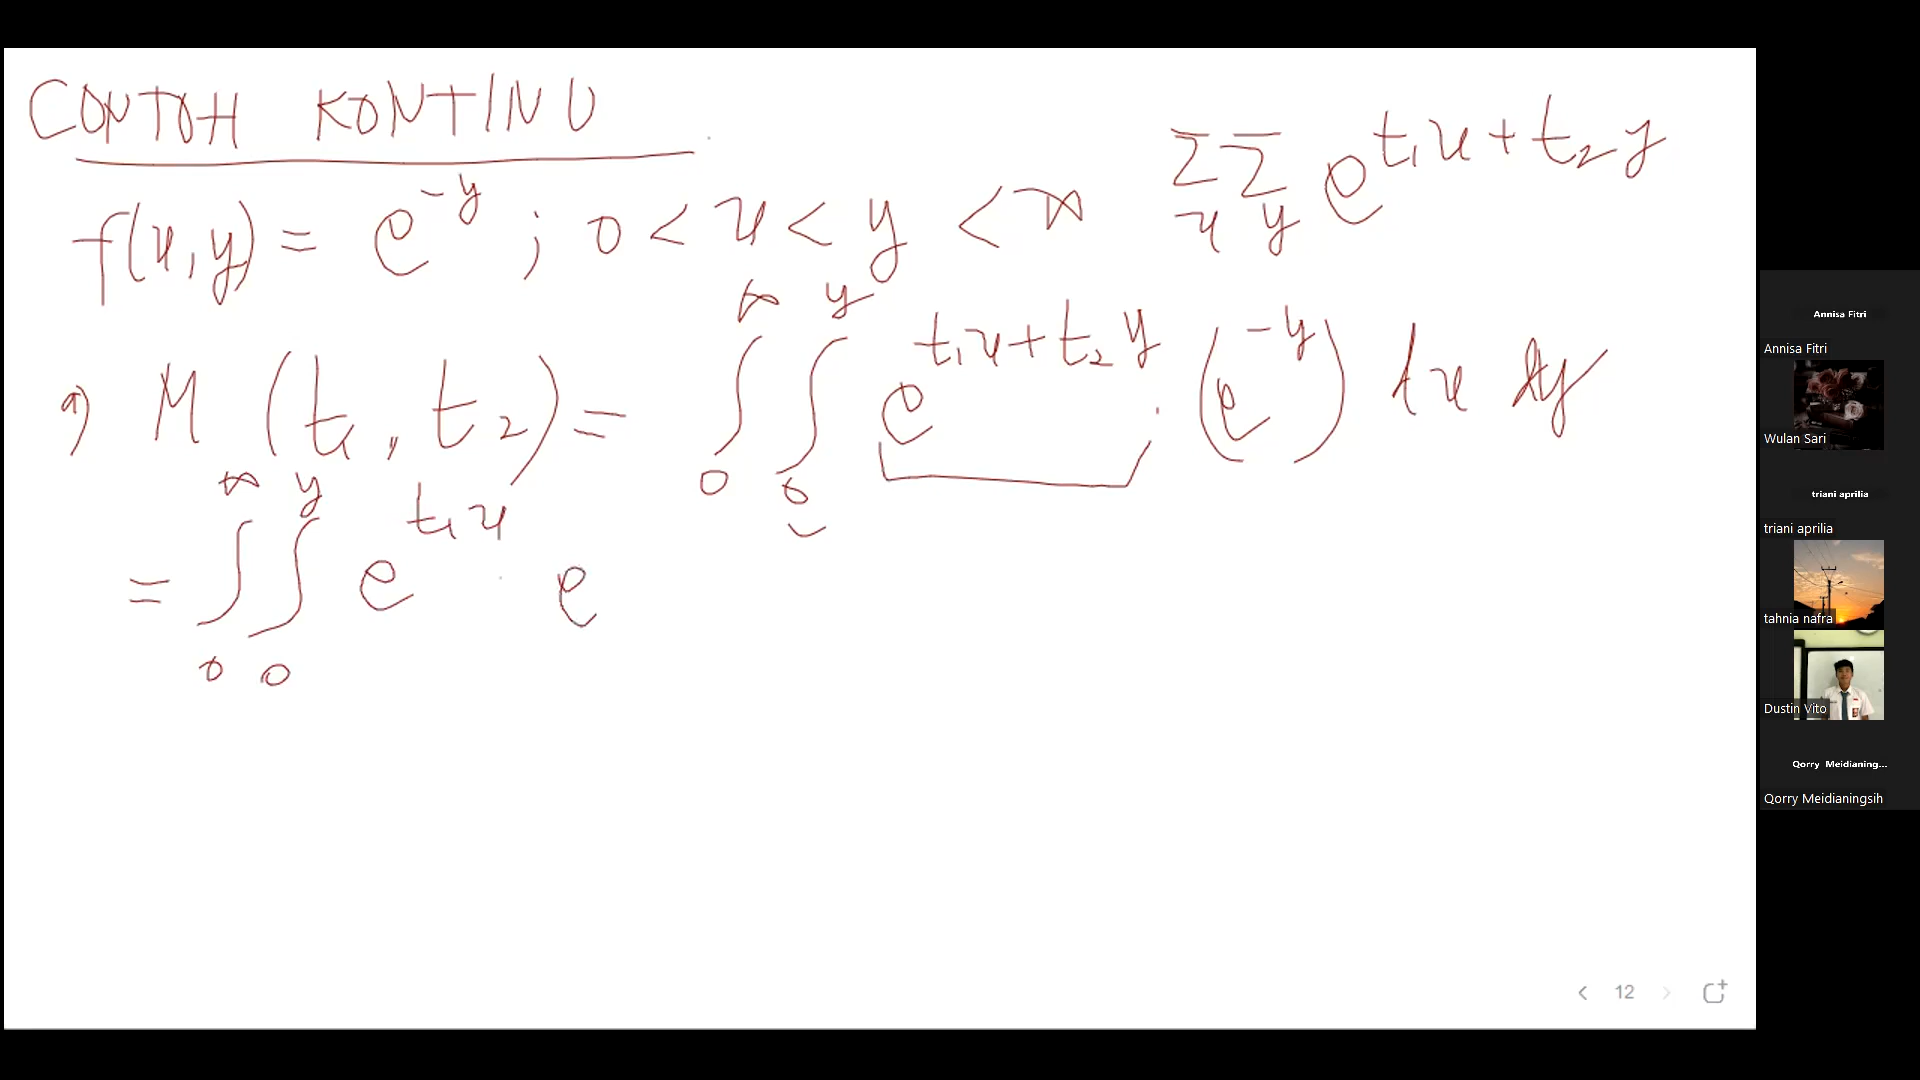 CONTOH KONTINU
f(x,y) = e^{-y} ; 0 < x < y < ∞
∑∑ e^{t₁x + t₂y}
x y
a) M (t₁, t₂) = ∫₀^∞ ∫₀^y e^{t₁x + t₂y} . (e^{-y}) dx dy
= ∫₀^∞ ∫₀^y e^{t₁x} . e
12
Annisa Fitri
Annisa Fitri
Wulan Sari
triani aprilia
triani aprilia
tahnia nafra
Dustin Vito
Qorry Meidianing...
Qorry Meidianingsih